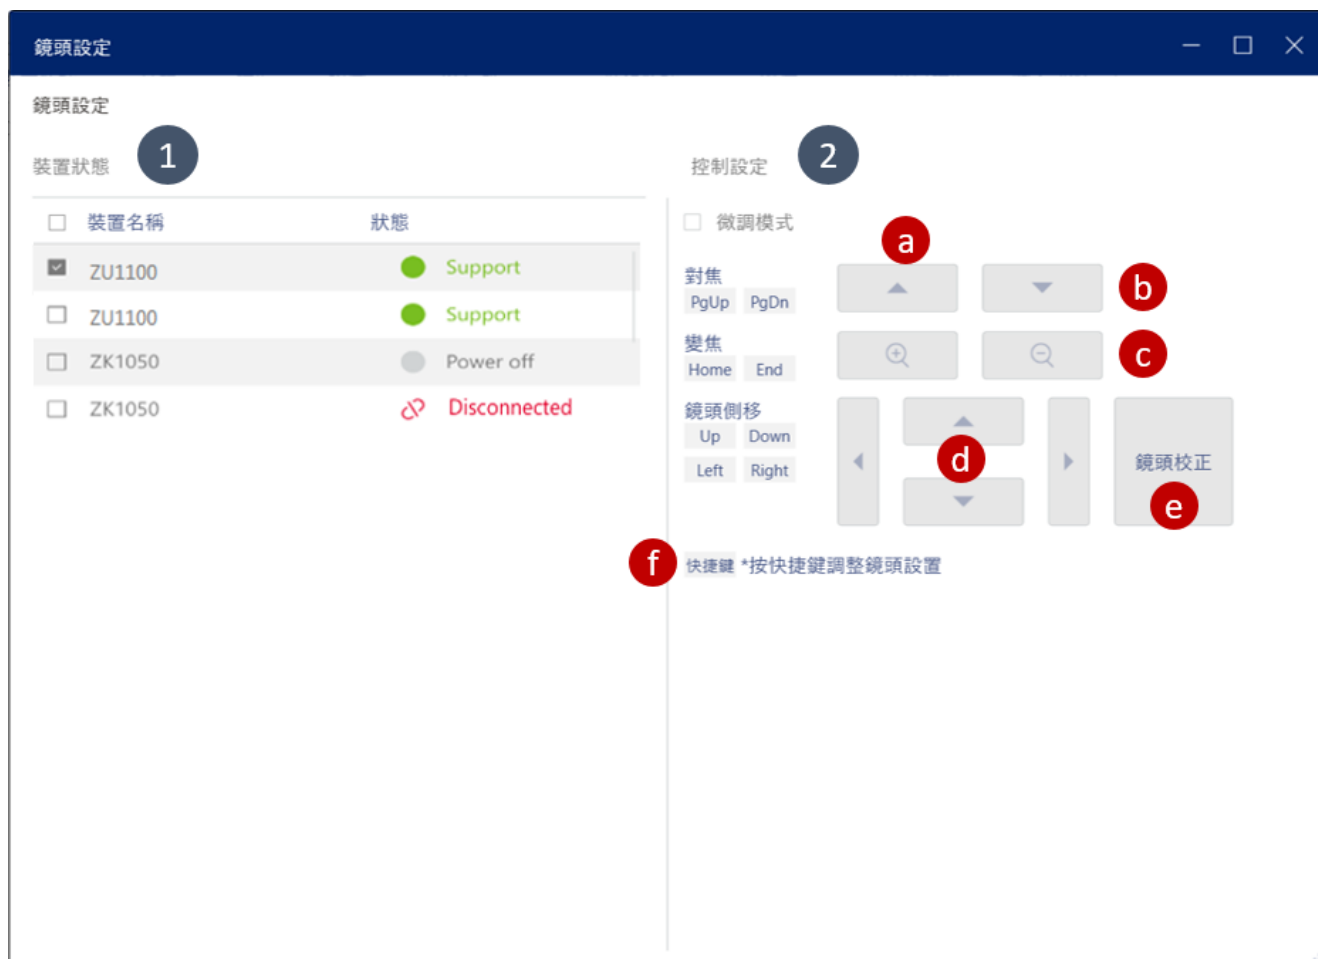 鏡頭設定
鏡頭設定
裝置狀態 1
裝置名稱 狀態
ZU1100 Support
ZU1100 Support
ZK1050 Power off
ZK1050 Disconnected
控制設定 2
微調模式
a
對焦
PgUp PgDn
b
變焦
Home End
c
鏡頭側移
Up Down
Left Right
d
鏡頭校正
e
f 快捷鍵 *按快捷鍵調整鏡頭設置